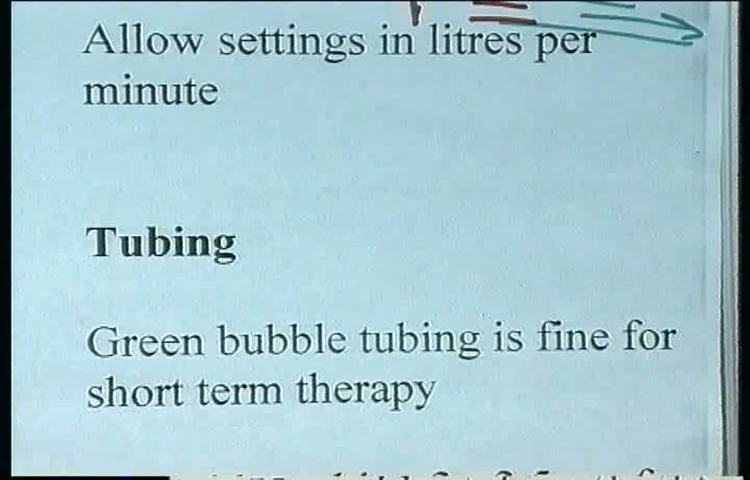 Allow settings in litres per
minute
Tubing
Green bubble tubing is fine for
short term therapy